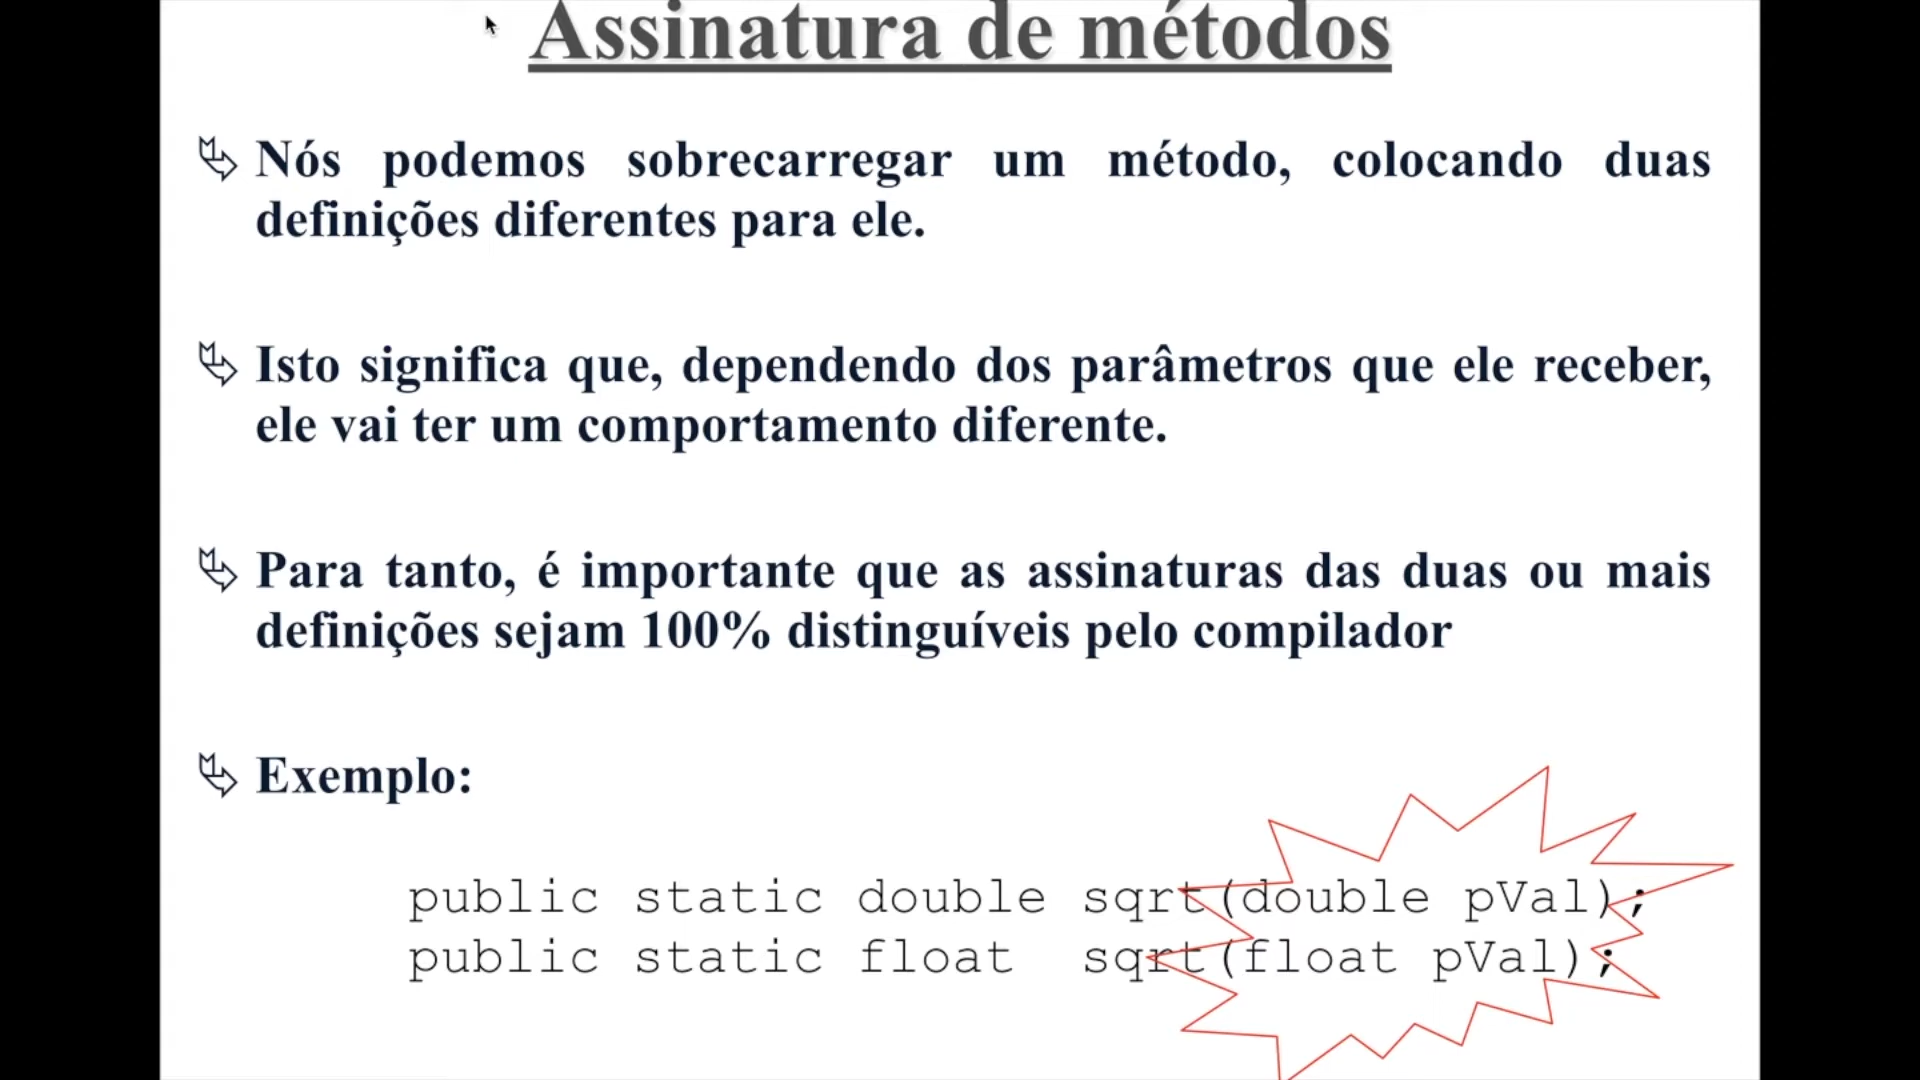 Assinatura de métodos
Nós podemos sobrecarregar um método, colocando duas
definições diferentes para ele.
Isto significa que, dependendo dos parâmetros que ele receber,
ele vai ter um comportamento diferente.
Para tanto, é importante que as assinaturas das duas ou mais
definições sejam 100% distinguíveis pelo compilador
Exemplo:
public static double sqrt(double pVal);
public static float sqrt(float pVal);